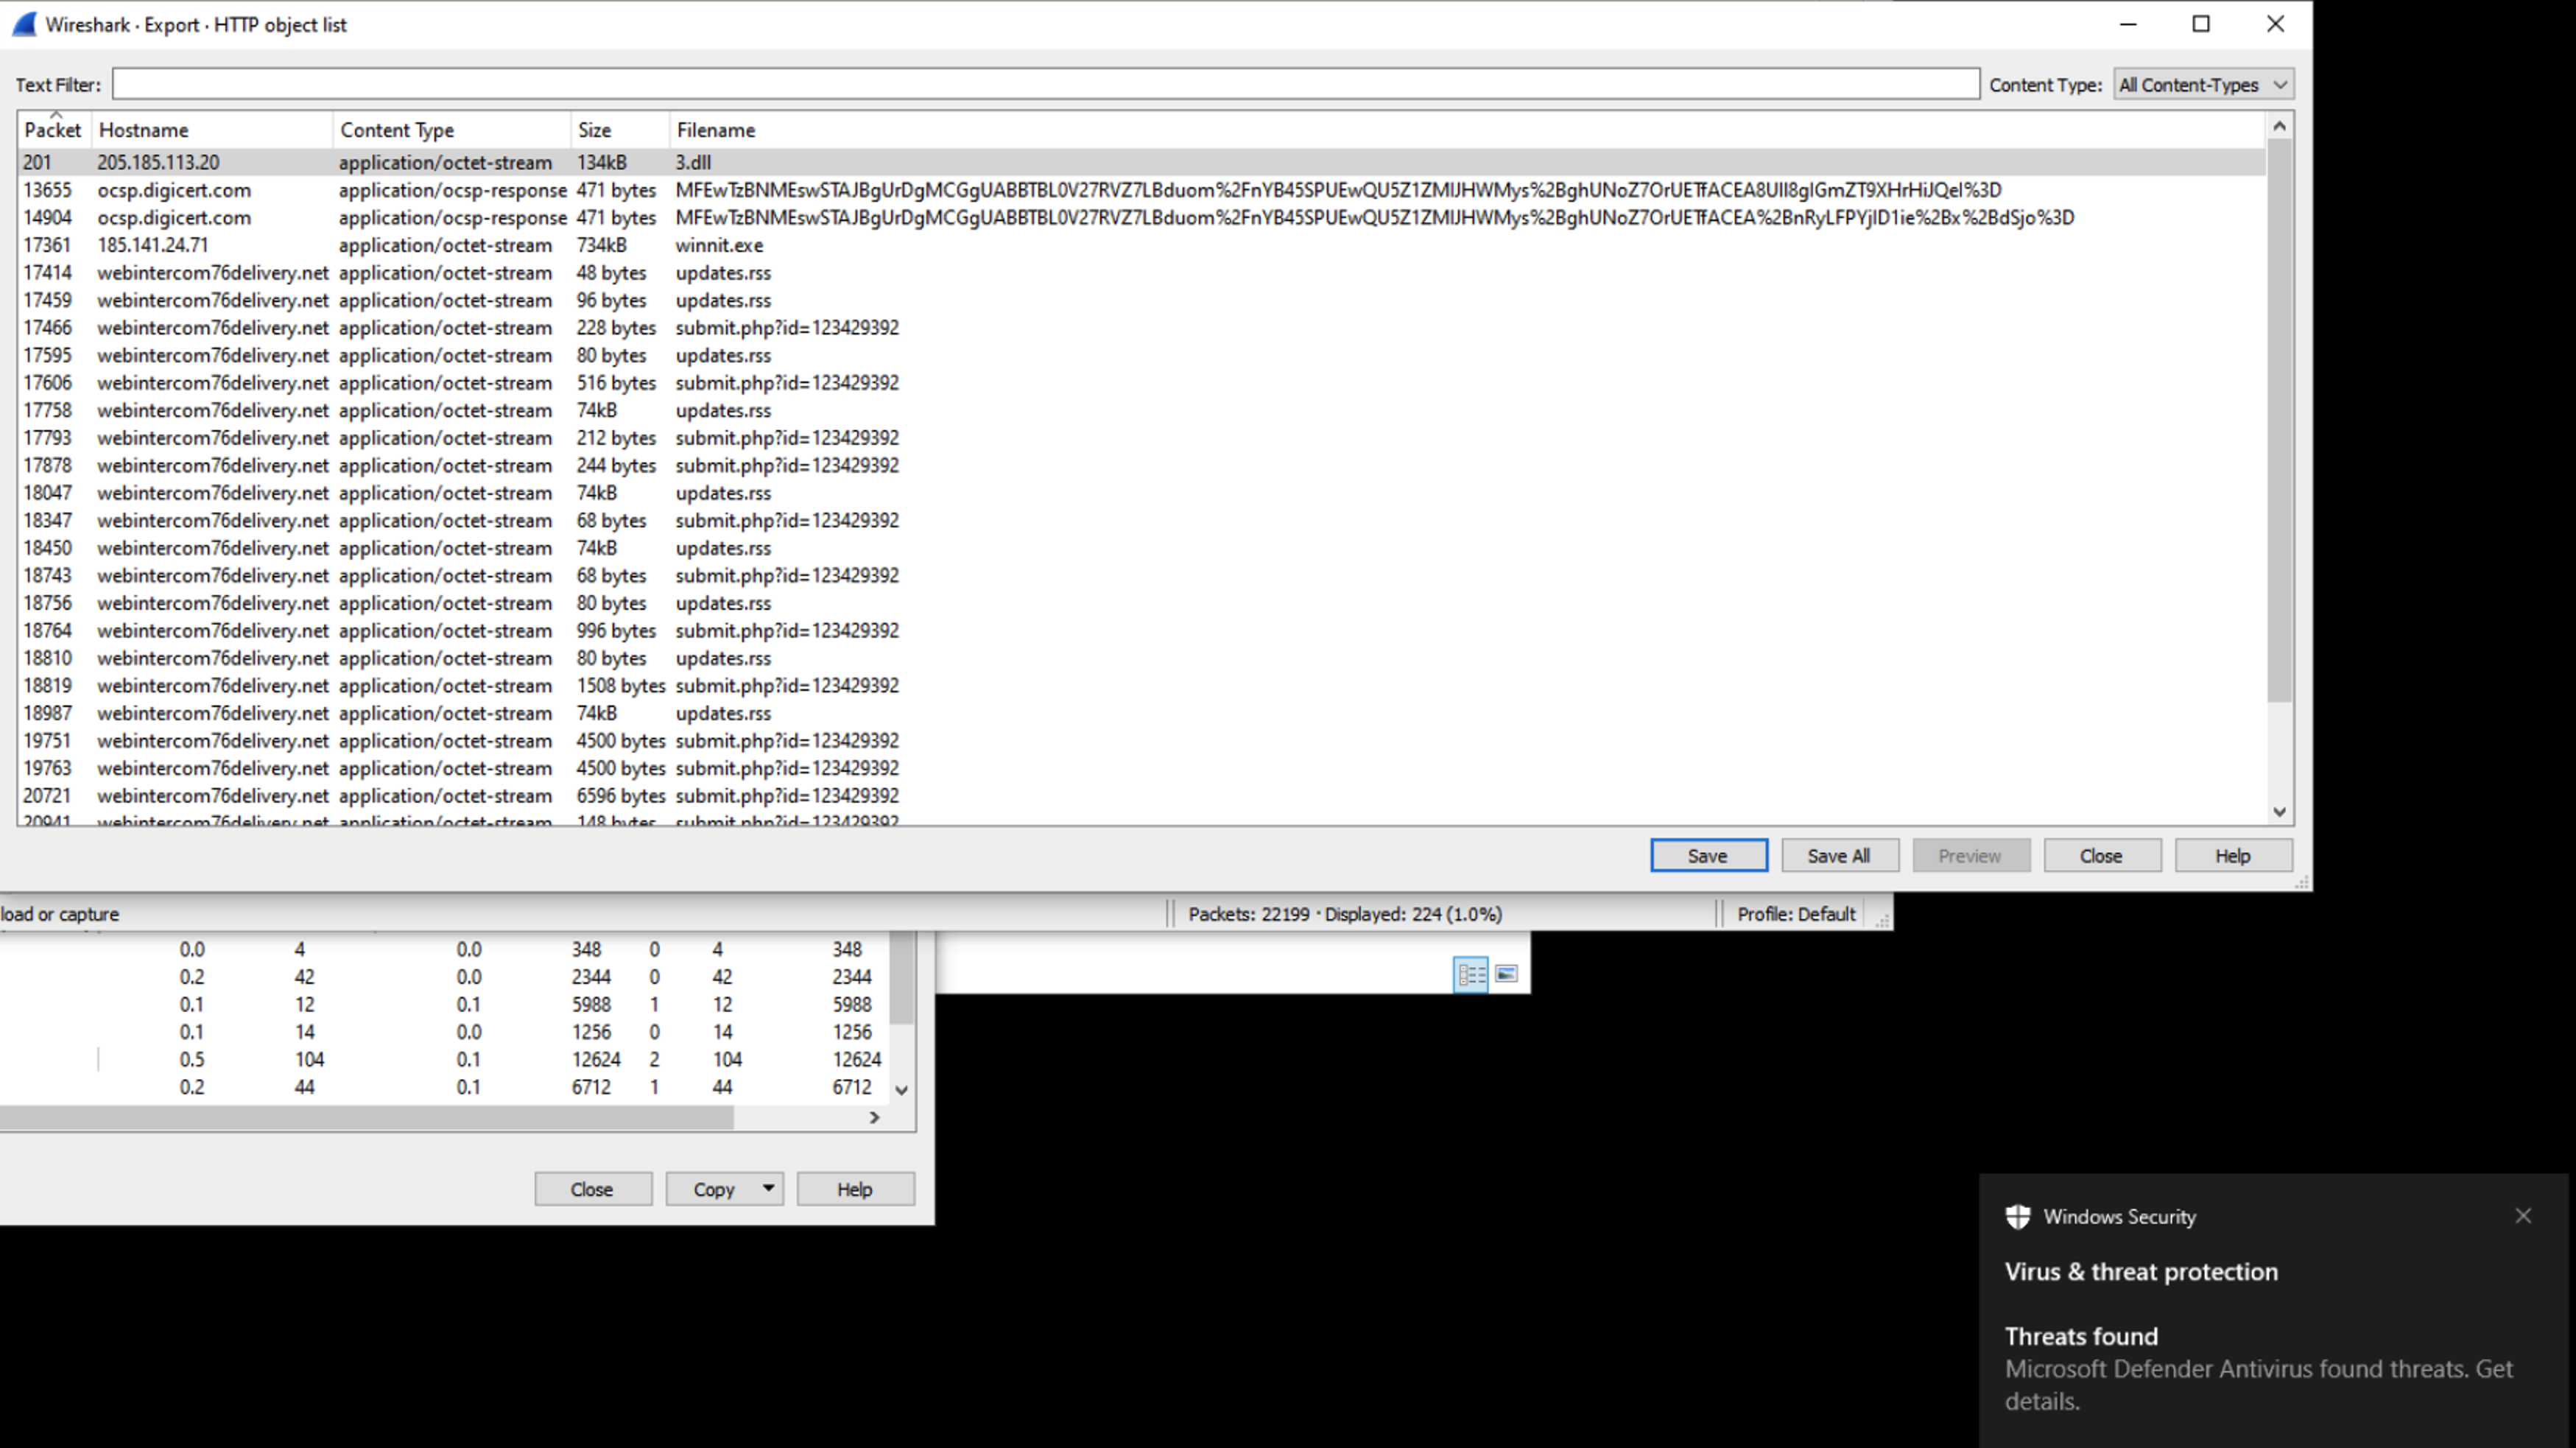 Wireshark · Export · HTTP object list
Text Filter: Content Type: All Content-Types
Packet Hostname Content Type Size Filename
201 205.185.113.20 application/octet-stream 134kB 3.dll
13655 ocsp.digicert.com application/ocsp-response 471 bytes
14904 ocsp.digicert.com application/ocsp-response 471 bytes
17361 185.141.24.71 application/octet-stream 734kB winnit.exe
17414 webintercom76delivery.net application/octet-stream 48 bytes updates.rss
17459 webintercom76delivery.net application/octet-stream 96 bytes updates.rss
17466 webintercom76delivery.net application/octet-stream 228 bytes submit.php?id=123429392
17595 webintercom76delivery.net application/octet-stream 80 bytes updates.rss
17606 webintercom76delivery.net application/octet-stream 516 bytes submit.php?id=123429392
17758 webintercom76delivery.net application/octet-stream 74kB updates.rss
17793 webintercom76delivery.net application/octet-stream 212 bytes submit.php?id=123429392
17878 webintercom76delivery.net application/octet-stream 244 bytes submit.php?id=123429392
18047 webintercom76delivery.net application/octet-stream 74kB updates.rss
18347 webintercom76delivery.net application/octet-stream 68 bytes submit.php?id=123429392
18450 webintercom76delivery.net application/octet-stream 74kB updates.rss
18743 webintercom76delivery.net application/octet-stream 68 bytes submit.php?id=123429392
18756 webintercom76delivery.net application/octet-stream 80 bytes updates.rss
18764 webintercom76delivery.net application/octet-stream 996 bytes submit.php?id=123429392
18810 webintercom76delivery.net application/octet-stream 80 bytes updates.rss
18819 webintercom76delivery.net application/octet-stream 1508 bytes submit.php?id=123429392
18987 webintercom76delivery.net application/octet-stream 74kB updates.rss
19751 webintercom76delivery.net application/octet-stream 4500 bytes submit.php?id=123429392
19763 webintercom76delivery.net application/octet-stream 4500 bytes submit.php?id=123429392
20721 webintercom76delivery.net application/octet-stream 6596 bytes submit.php?id=123429392
20941 webintercom76delivery.net application/octet-stream 148 bytes submit.php?id=123429392
Save Save All Preview Close Help
load or capture Packets: 22199 · Displayed: 224 (1.0%) Profile: Default
0.0 4 0.0 348 0 4 348
0.2 42 0.0 2344 0 42 2344
0.1 12 0.1 5988 1 12 5988
0.1 14 0.0 1256 0 14 1256
0.5 104 0.1 12624 2 104 12624
0.2 44 0.1 6712 1 44 6712
Close Copy Help
Windows Security
Virus & threat protection
Threats found
Microsoft Defender Antivirus found threats. Get
details.